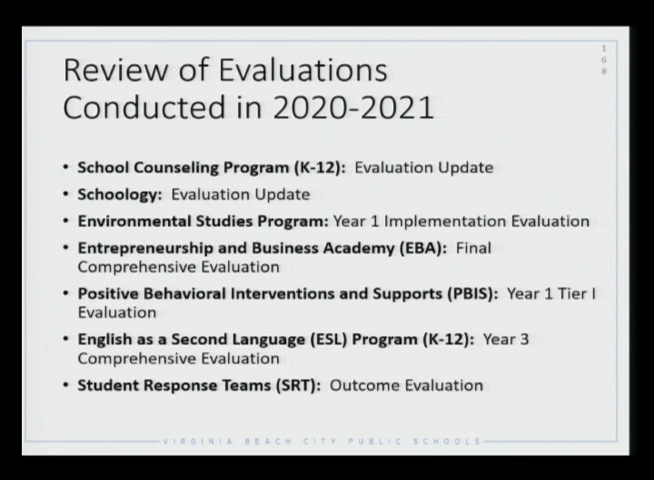 Review of Evaluations
Conducted in 2020-2021
1
6
8
• School Counseling Program (K-12): Evaluation Update
• Schoology: Evaluation Update
• Environmental Studies Program: Year 1 Implementation Evaluation
• Entrepreneurship and Business Academy (EBA): Final
Comprehensive Evaluation
• Positive Behavioral Interventions and Supports (PBIS): Year 1 Tier I
Evaluation
• English as a Second Language (ESL) Program (K-12): Year 3
Comprehensive Evaluation
• Student Response Teams (SRT): Outcome Evaluation
VIRGINIA BEACH CITY PUBLIC SCHOOLS